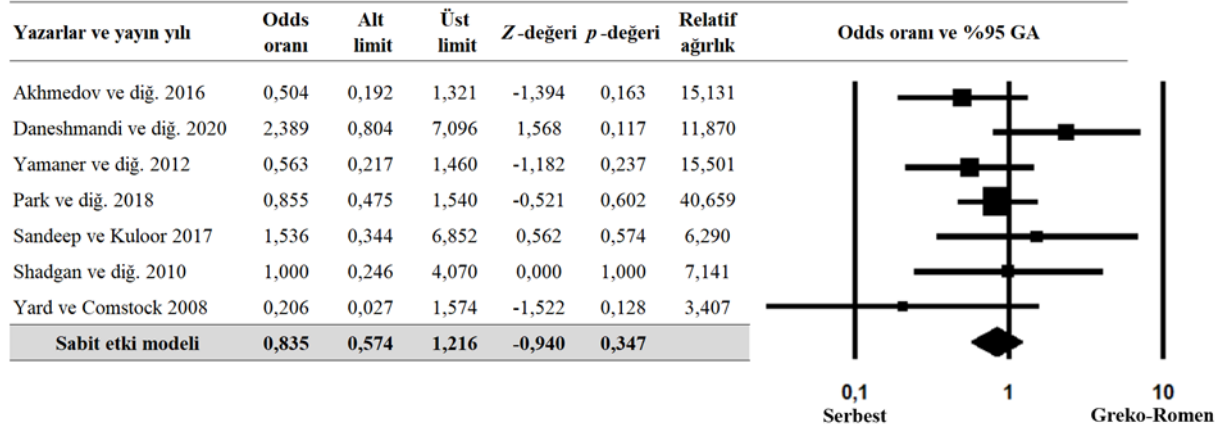 Yazarlar ve yayın yılı Odds oranı Alt limit Üst limit Z-değeri p-değeri Relatif ağırlık Odds oranı ve %95 GA
Akhmedov ve diğ. 2016 0,504 0,192 1,321 -1,394 0,163 15,131
Daneshmandi ve diğ. 2020 2,389 0,804 7,096 1,568 0,117 11,870
Yamaner ve diğ. 2012 0,563 0,217 1,460 -1,182 0,237 15,501
Park ve diğ. 2018 0,855 0,475 1,540 -0,521 0,602 40,659
Sandeep ve Kuloor 2017 1,536 0,344 6,852 0,562 0,574 6,290
Shadgan ve diğ. 2010 1,000 0,246 4,070 0,000 1,000 7,141
Yard ve Comstock 2008 0,206 0,027 1,574 -1,522 0,128 3,407
Sabit etki modeli 0,835 0,574 1,216 -0,940 0,347
0,1 1 10
Serbest Greko-Romen